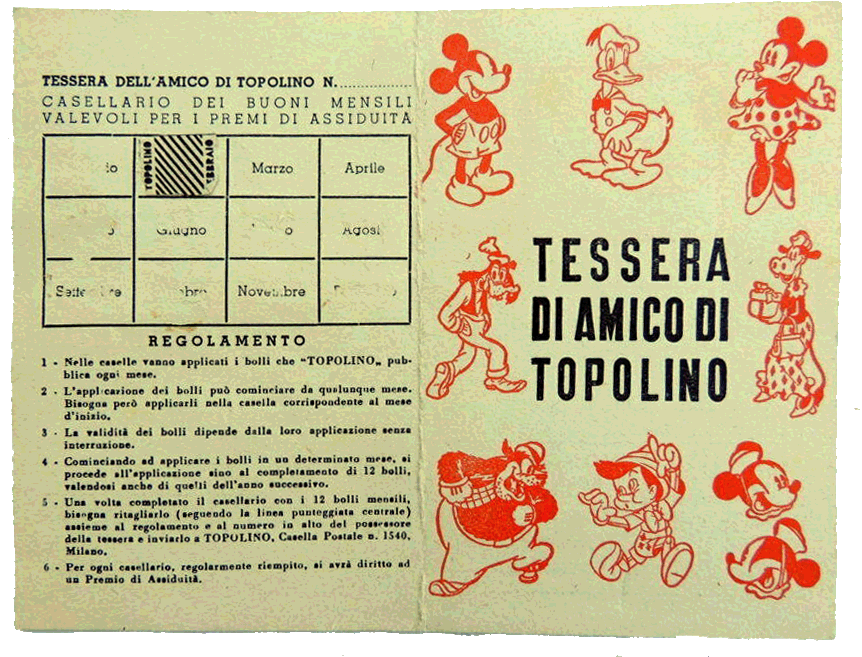 TESSERA DELL'AMICO DI TOPOLINO N.
CASELLARIO DEI BUONI MENSILI
VALEVOLI PER I PREMI DI ASSIDUITÀ
TOPOLINO FEBBRAIO Marzo Aprile
Giugno
Novembre
REGOLAMENTO
1 - Nelle caselle vanno applicati i bolli che "TOPOLINO„ pub-
blica ogni mese.
2 - L'applicazione dei bolli può cominciare da qualunque mese.
Bisogna però applicarli nella casella corrispondente al mese
d'inizio.
3 - La validità dei bolli dipende dalla loro applicazione senza
interruzione.
4 - Cominciando ad applicare i bolli in un determinato mese, si
procede all'applicazione sino al completamento di 12 bolli,
valendosi anche di quelli dell'anno successivo.
5 - Una volta completato il casellario con i 12 bolli mensili,
bisogna ritagliarlo (seguendo la linea punteggiata centrale)
assieme al regolamento e al numero in alto del possessore
della tessera e inviarlo a TOPOLINO, Casella Postale n. 1540,
Milano.
6 - Per ogni casellario, regolarmente riempito, si avrà diritto ad
un Premio di Assiduità.
TESSERA
DI AMICO DI
TOPOLINO